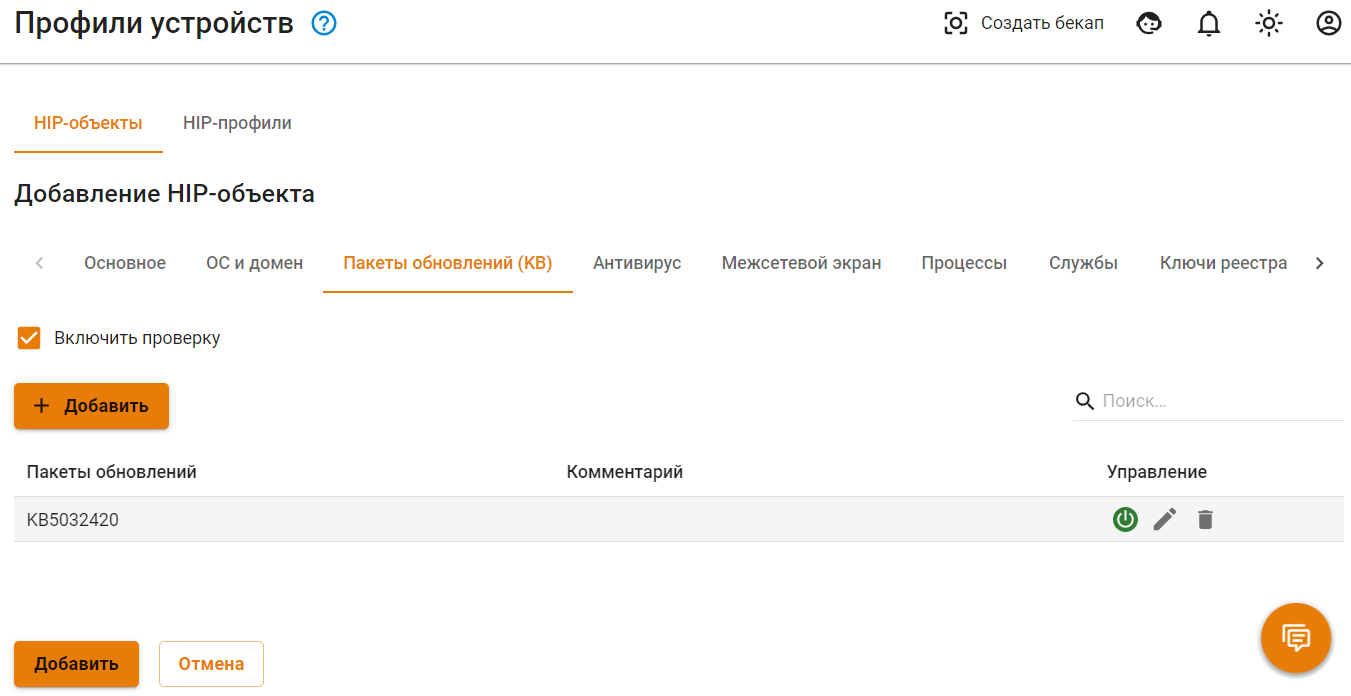 Профили устройств
Создать бекап
HIP-объекты HIP-профили
Добавление HIP-объекта
Основное ОС и домен Пакеты обновлений (KB) Антивирус Межсетевой экран Процессы Службы Ключи реестра
Включить проверку
Добавить
Поиск...
Пакеты обновлений Комментарий Управление
KB5032420
Добавить Отмена